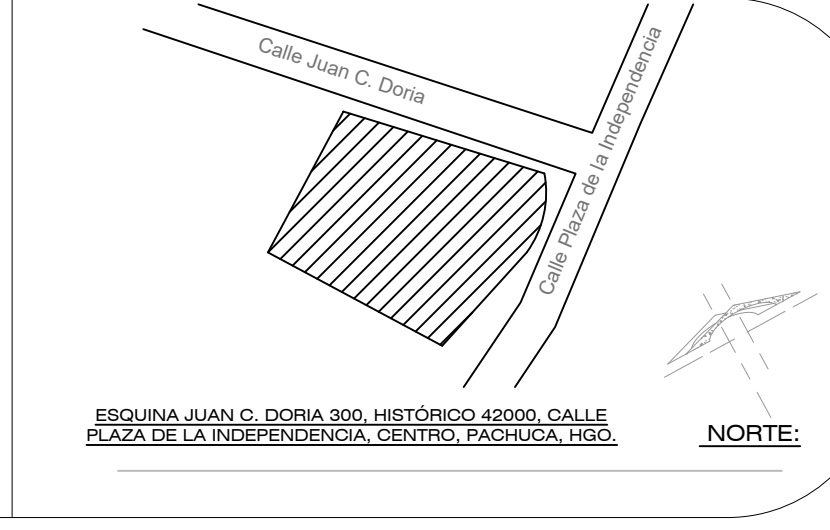 Calle Juan C. Doria
Calle Plaza de la Independencia
ESQUINA JUAN C. DORIA 300, HISTÓRICO 42000, CALLE
PLAZA DE LA INDEPENDENCIA, CENTRO, PACHUCA, HGO.
NORTE: